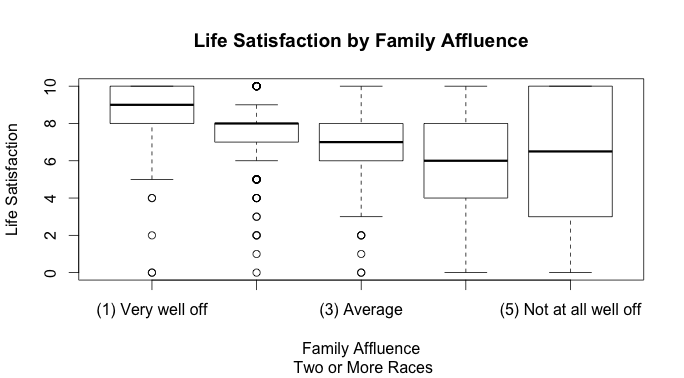 Life Satisfaction by Family Affluence
Life Satisfaction
10
8
6
4
2
0
(1) Very well off
(3) Average
(5) Not at all well off
Family Affluence
Two or More Races